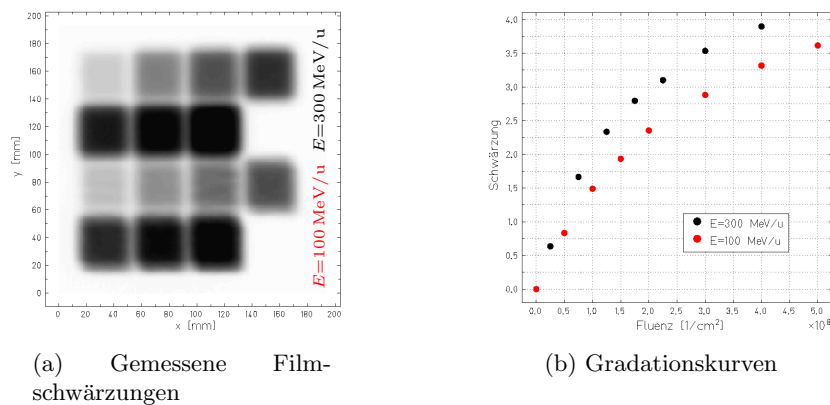 200
180
160
140
120
100
80
60
40
20
0
y [mm]
0 20 40 60 80 100 120 140 160 180 200
x [mm]
E=300 MeV/u
E=100 MeV/u
(a) Gemessene Film-
schwärzungen
4.0
3.5
3.0
2.5
2.0
1.5
1.0
0.5
0.0
Schwärzung
E=300 MeV/u
E=100 MeV/u
0.0 0.5 1.0 1.5 2.0 2.5 3.0 3.5 4.0 4.5 5.0
Fluenz [1/cm²]
×10⁸
(b) Gradationskurven